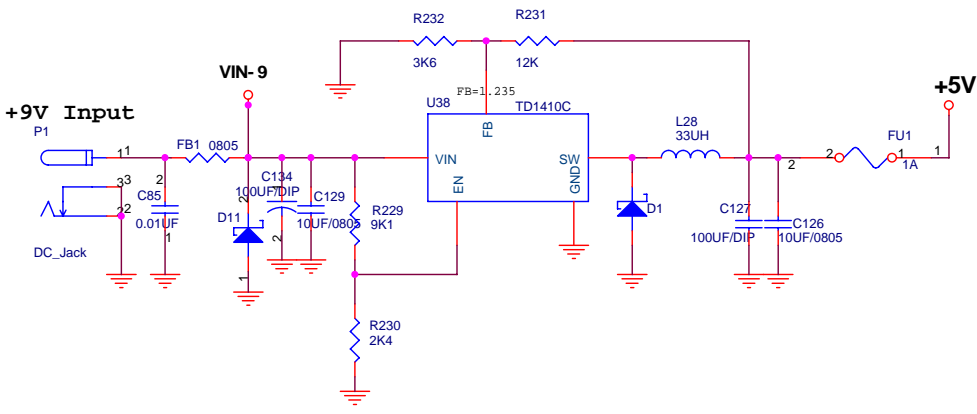 R232
R231
3K6
12K
VIN-9
FB=1.235
+5V
+9V Input
U38
TD1410C
P1
FB1 0805
FB
L28
33UH
FU1
1
1
2
VIN
SW
2
2
1
1
1A
3
3
2
2
C85
0.01UF
2
1
D11
2
1
C134
100UF/DIP
1
2
C129
10UF/0805
R229
9K1
EN
GND
D1
C127
100UF/DIP
C126
10UF/0805
DC_Jack
R230
2K4